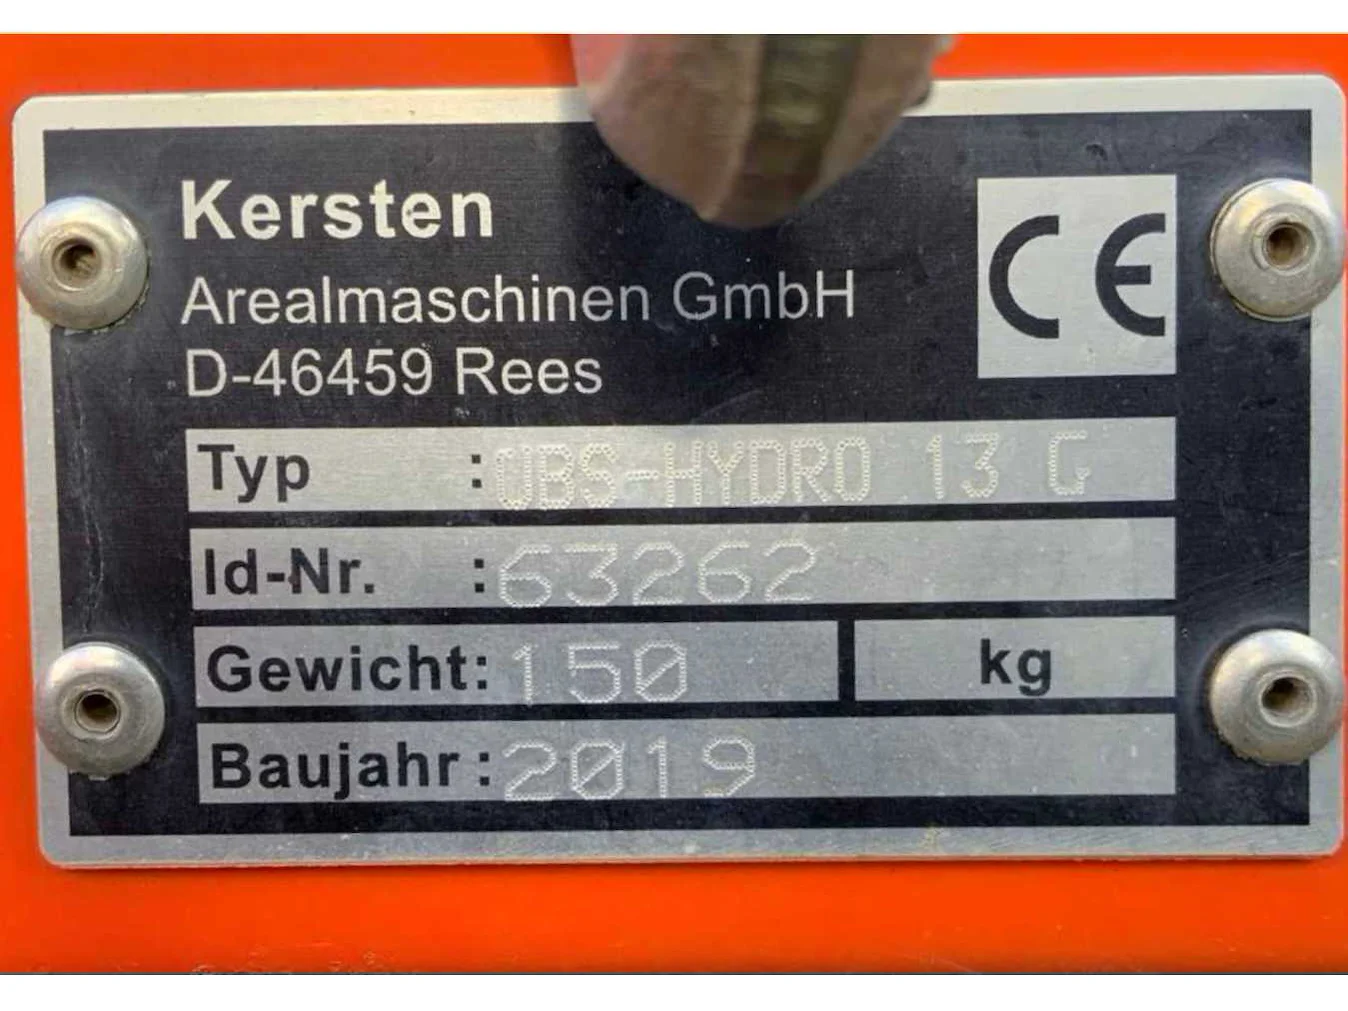 Kersten
Arealmaschinen GmbH
D-46459 Rees
CE
Typ :UBS-HYDRO 13 G
Id-Nr. :63262
Gewicht: 150 kg
Baujahr : 2019